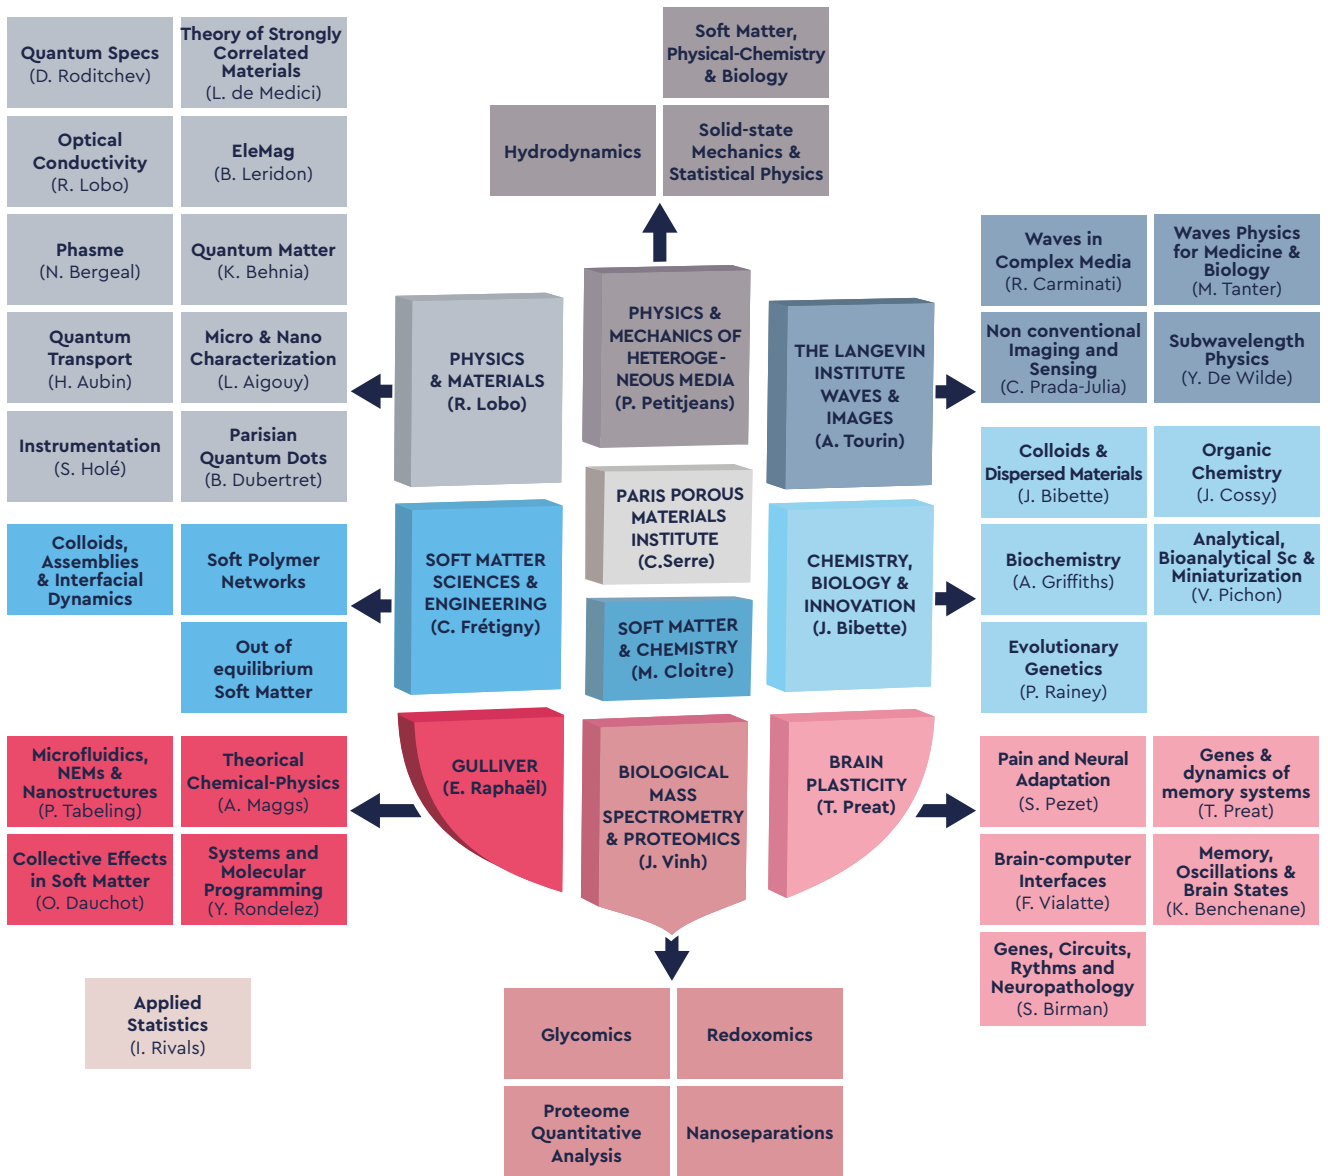 Quantum Specs
(D. Roditchev)
Theory of Strongly
Correlated
Materials
(L. de Medici)
Optical
Conductivity
(R. Lobo)
EleMag
(B. Leridon)
Phasme
(N. Bergeal)
Quantum Matter
(K. Behnia)
Quantum
Transport
(H. Aubin)
Micro & Nano
Characterization
(L. Aigouy)
Instrumentation
(S. Holé)
Parisian
Quantum Dots
(B. Dubertret)
Soft Matter,
Physical-Chemistry
& Biology
Hydrodynamics
Solid-state
Mechanics &
Statistical Physics
PHYSICS
& MATERIALS
(R. Lobo)
PHYSICS &
MECHANICS OF
HETEROGE-
NEOUS MEDIA
(P. Petitjeans)
THE LANGEVIN
INSTITUTE
WAVES &
IMAGES
(A. Tourin)
Waves in
Complex Media
(R. Carminati)
Waves Physics
for Medicine &
Biology
(M. Tanter)
Non conventional
Imaging and
Sensing
(C. Prada-Julia)
Subwavelength
Physics
(Y. De Wilde)
Colloids,
Assemblies
& Interfacial
Dynamics
Soft Polymer
Networks
Out of
equilibrium
Soft Matter
SOFT MATTER
SCIENCES &
ENGINEERING
(C. Frétigny)
PARIS POROUS
MATERIALS
INSTITUTE
(C.Serre)
SOFT MATTER
& CHEMISTRY
(M. Cloitre)
CHEMISTRY,
BIOLOGY &
INNOVATION
(J. Bibette)
Colloids &
Dispersed Materials
(J. Bibette)
Organic
Chemistry
(J. Cossy)
Biochemistry
(A. Griffiths)
Analytical,
Bioanalytical Sc &
Miniaturization
(V. Pichon)
Evolutionary
Genetics
(P. Rainey)
Microfluidics,
NEMs &
Nanostructures
(P. Tabeling)
Theorical
Chemical-Physics
(A. Maggs)
Collective Effects
in Soft Matter
(O. Dauchot)
Systems and
Molecular
Programming
(Y. Rondelez)
GULLIVER
(E. Raphaël)
BIOLOGICAL
MASS
SPECTROMETRY
& PROTEOMICS
(J. Vinh)
BRAIN
PLASTICITY
(T. Preat)
Pain and Neural
Adaptation
(S. Pezet)
Genes &
dynamics of
memory systems
(T. Preat)
Brain-computer
Interfaces
(F. Vialatte)
Memory,
Oscillations &
Brain States
(K. Benchenane)
Genes, Circuits,
Rythms and
Neuropathology
(S. Birman)
Applied
Statistics
(I. Rivals)
Glycomics
Redoxomics
Proteome
Quantitative
Analysis
Nanoseparations